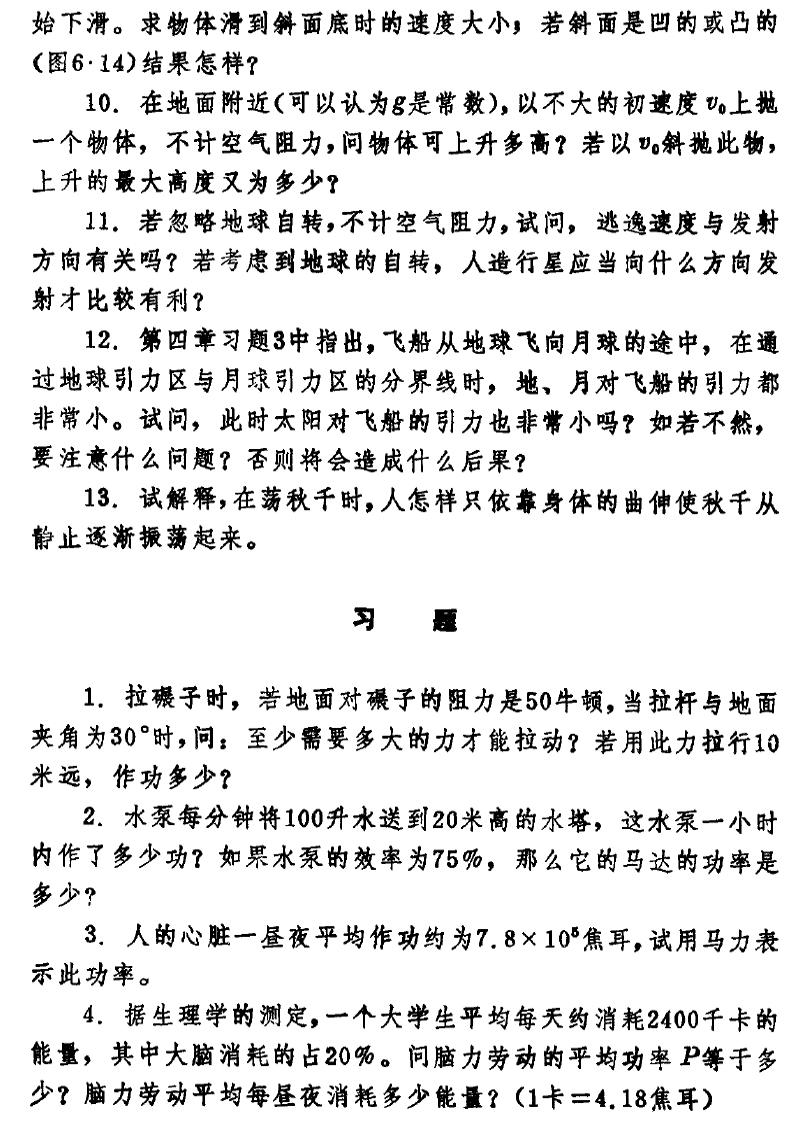 始下滑。求物体滑到斜面底时的速度大小；若斜面是凹的或凸的
(图6·14)结果怎样？
10. 在地面附近(可以认为g是常数)，以不大的初速度v₀上抛
一个物体，不计空气阻力，问物体可上升多高？若以v₀斜抛此物，
上升的最大高度又为多少？
11. 若忽略地球自转，不计空气阻力，试问，逃逸速度与发射
方向有关吗？若考虑到地球的自转，人造行星应当向什么方向发
射才比较有利？
12. 第四章习题3中指出，飞船从地球飞向月球的途中，在通
过地球引力区与月球引力区的分界线时，地、月对飞船的引力都
非常小。试问，此时太阳对飞船的引力也非常小吗？如若不然，
要注意什么问题？否则将会造成什么后果？
13. 试解释，在荡秋千时，人怎样只依靠身体的曲伸使秋千从
静止逐渐振荡起来。
习 题
1. 拉碾子时，若地面对碾子的阻力是50牛顿，当拉杆与地面
夹角为30°时，问：至少需要多大的力才能拉动？若用此力拉行10
米远，作功多少？
2. 水泵每分钟将100升水送到20米高的水塔，这水泵一小时
内作了多少功？如果水泵的效率为75%，那么它的马达的功率是
多少？
3. 人的心脏一昼夜平均作功约为7.8×10⁵焦耳，试用马力表
示此功率。
4. 据生理学的测定，一个大学生平均每天约消耗2400千卡的
能量，其中大脑消耗的占20%。问脑力劳动的平均功率P等于多
少？脑力劳动平均每昼夜消耗多少能量？(1卡＝4.18焦耳)